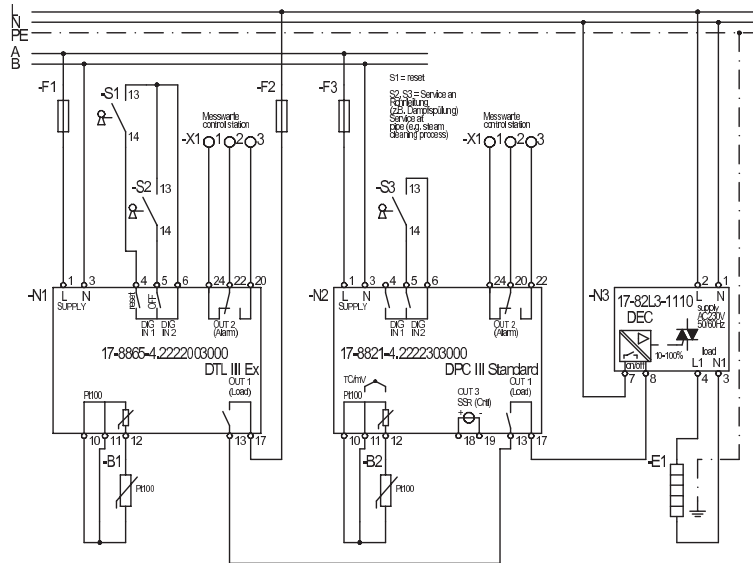 L
N
PE
A
B
-F1
-S1
13
14
-S2
13
14
Messwarte
control station
-X1 1 2 3
-F2
-F3
S1 = reset
S2, S3 = Service an
Rohrleitung
(z.B. Dampfspülung)
Service at
pipe (e.g. steam
cleaning process)
-S3
13
14
Messwarte
control station
-X1 1 2 3
-N1
1 3 4 5 6 24 22 20
L N
SUPPLY
reset
OFF
DIG
IN 1
DIG
IN 2
OUT 2
(Alarm)
17-8865-4.2222003000
DTL III Ex
OUT 1
(Load)
Pt100
10 11 12 13 17
-B1
Pt100
-N2
1 3 4 5 6 24 20 22
L N
SUPPLY
DIG
IN 1
DIG
IN 2
OUT 2
(Alarm)
17-8821-4.2222303000
DPC III Standard
TC/mV
Pt100
OUT 3
SSR (Cntl)
+ -
OUT 1
(Load)
10 11 12 18 19 13 17
-B2
Pt100
-N3
2 1
17-82L3-1110
DEC
L N
supply
AC230V
50/60Hz
10-100%
on/off
load
L1 N1
7 8 4 3
-E1